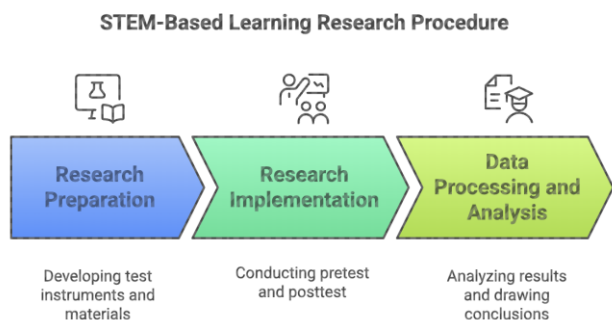 STEM-Based Learning Research Procedure
Research
Preparation
Research
Implementation
Data
Processing and
Analysis
Developing test
instruments and
materials
Conducting pretest
and posttest
Analyzing results
and drawing
conclusions